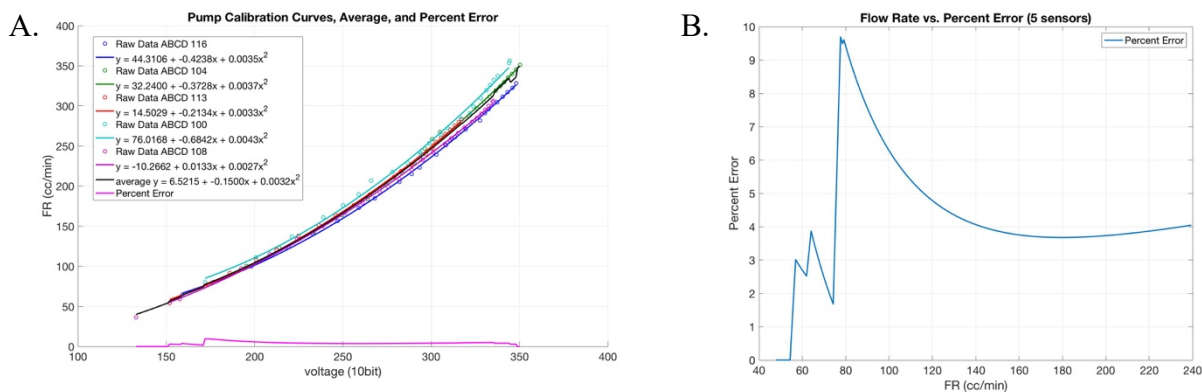 A.
Pump Calibration Curves, Average, and Percent Error
400
350
300
250
200
150
100
50
0
FR (cc/min)
Raw Data ABCD 116
y = 44.3106 + -0.4238x + 0.0035x²
Raw Data ABCD 104
y = 32.2400 + -0.3728x + 0.0037x²
Raw Data ABCD 113
y = 14.5029 + -0.2134x + 0.0033x²
Raw Data ABCD 100
y = 76.0168 + -0.6842x + 0.0043x²
Raw Data ABCD 108
y = -10.2662 + 0.0133x + 0.0027x²
average y = 6.5215 + -0.1500x + 0.0032x²
Percent Error
100 150 200 250 300 350 400
voltage (10bit)
B.
Flow Rate vs. Percent Error (5 sensors)
10
9
8
7
6
5
4
3
2
1
0
Percent Error
Percent Error
40 60 80 100 120 140 160 180 200 220 240
FR (cc/min)